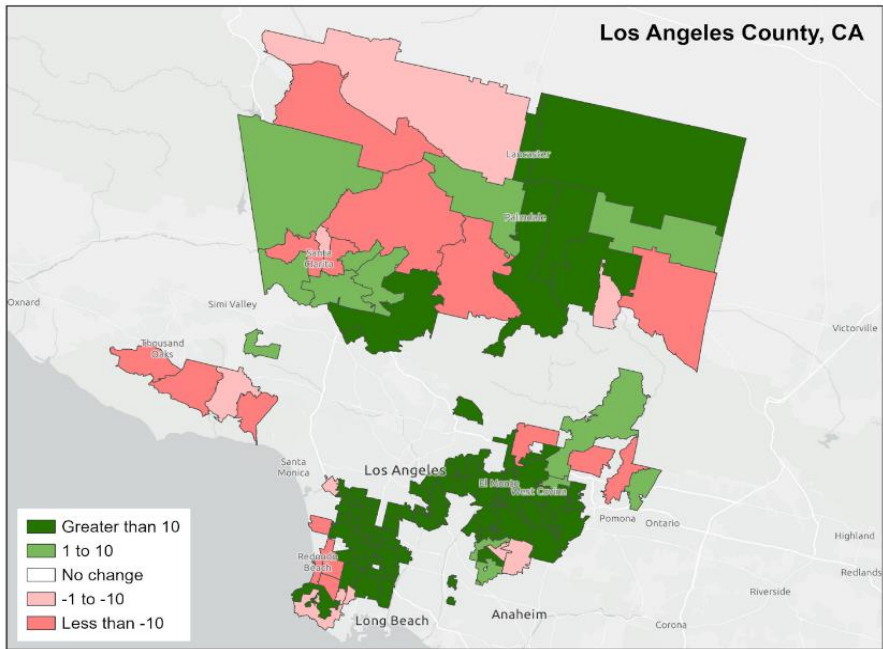 Los Angeles County, CA
Lancaster
Palmdale
Santa
Clarita
Oxnard
Simi Valley
Victorville
Thousand
Oaks
Santa
Monica
Los Angeles
El Monte
West Covina
Pomona
Ontario
Highland
Redlands
Redondo
Beach
Riverside
Long Beach
Anaheim
Corona
Greater than 10
1 to 10
No change
-1 to -10
Less than -10